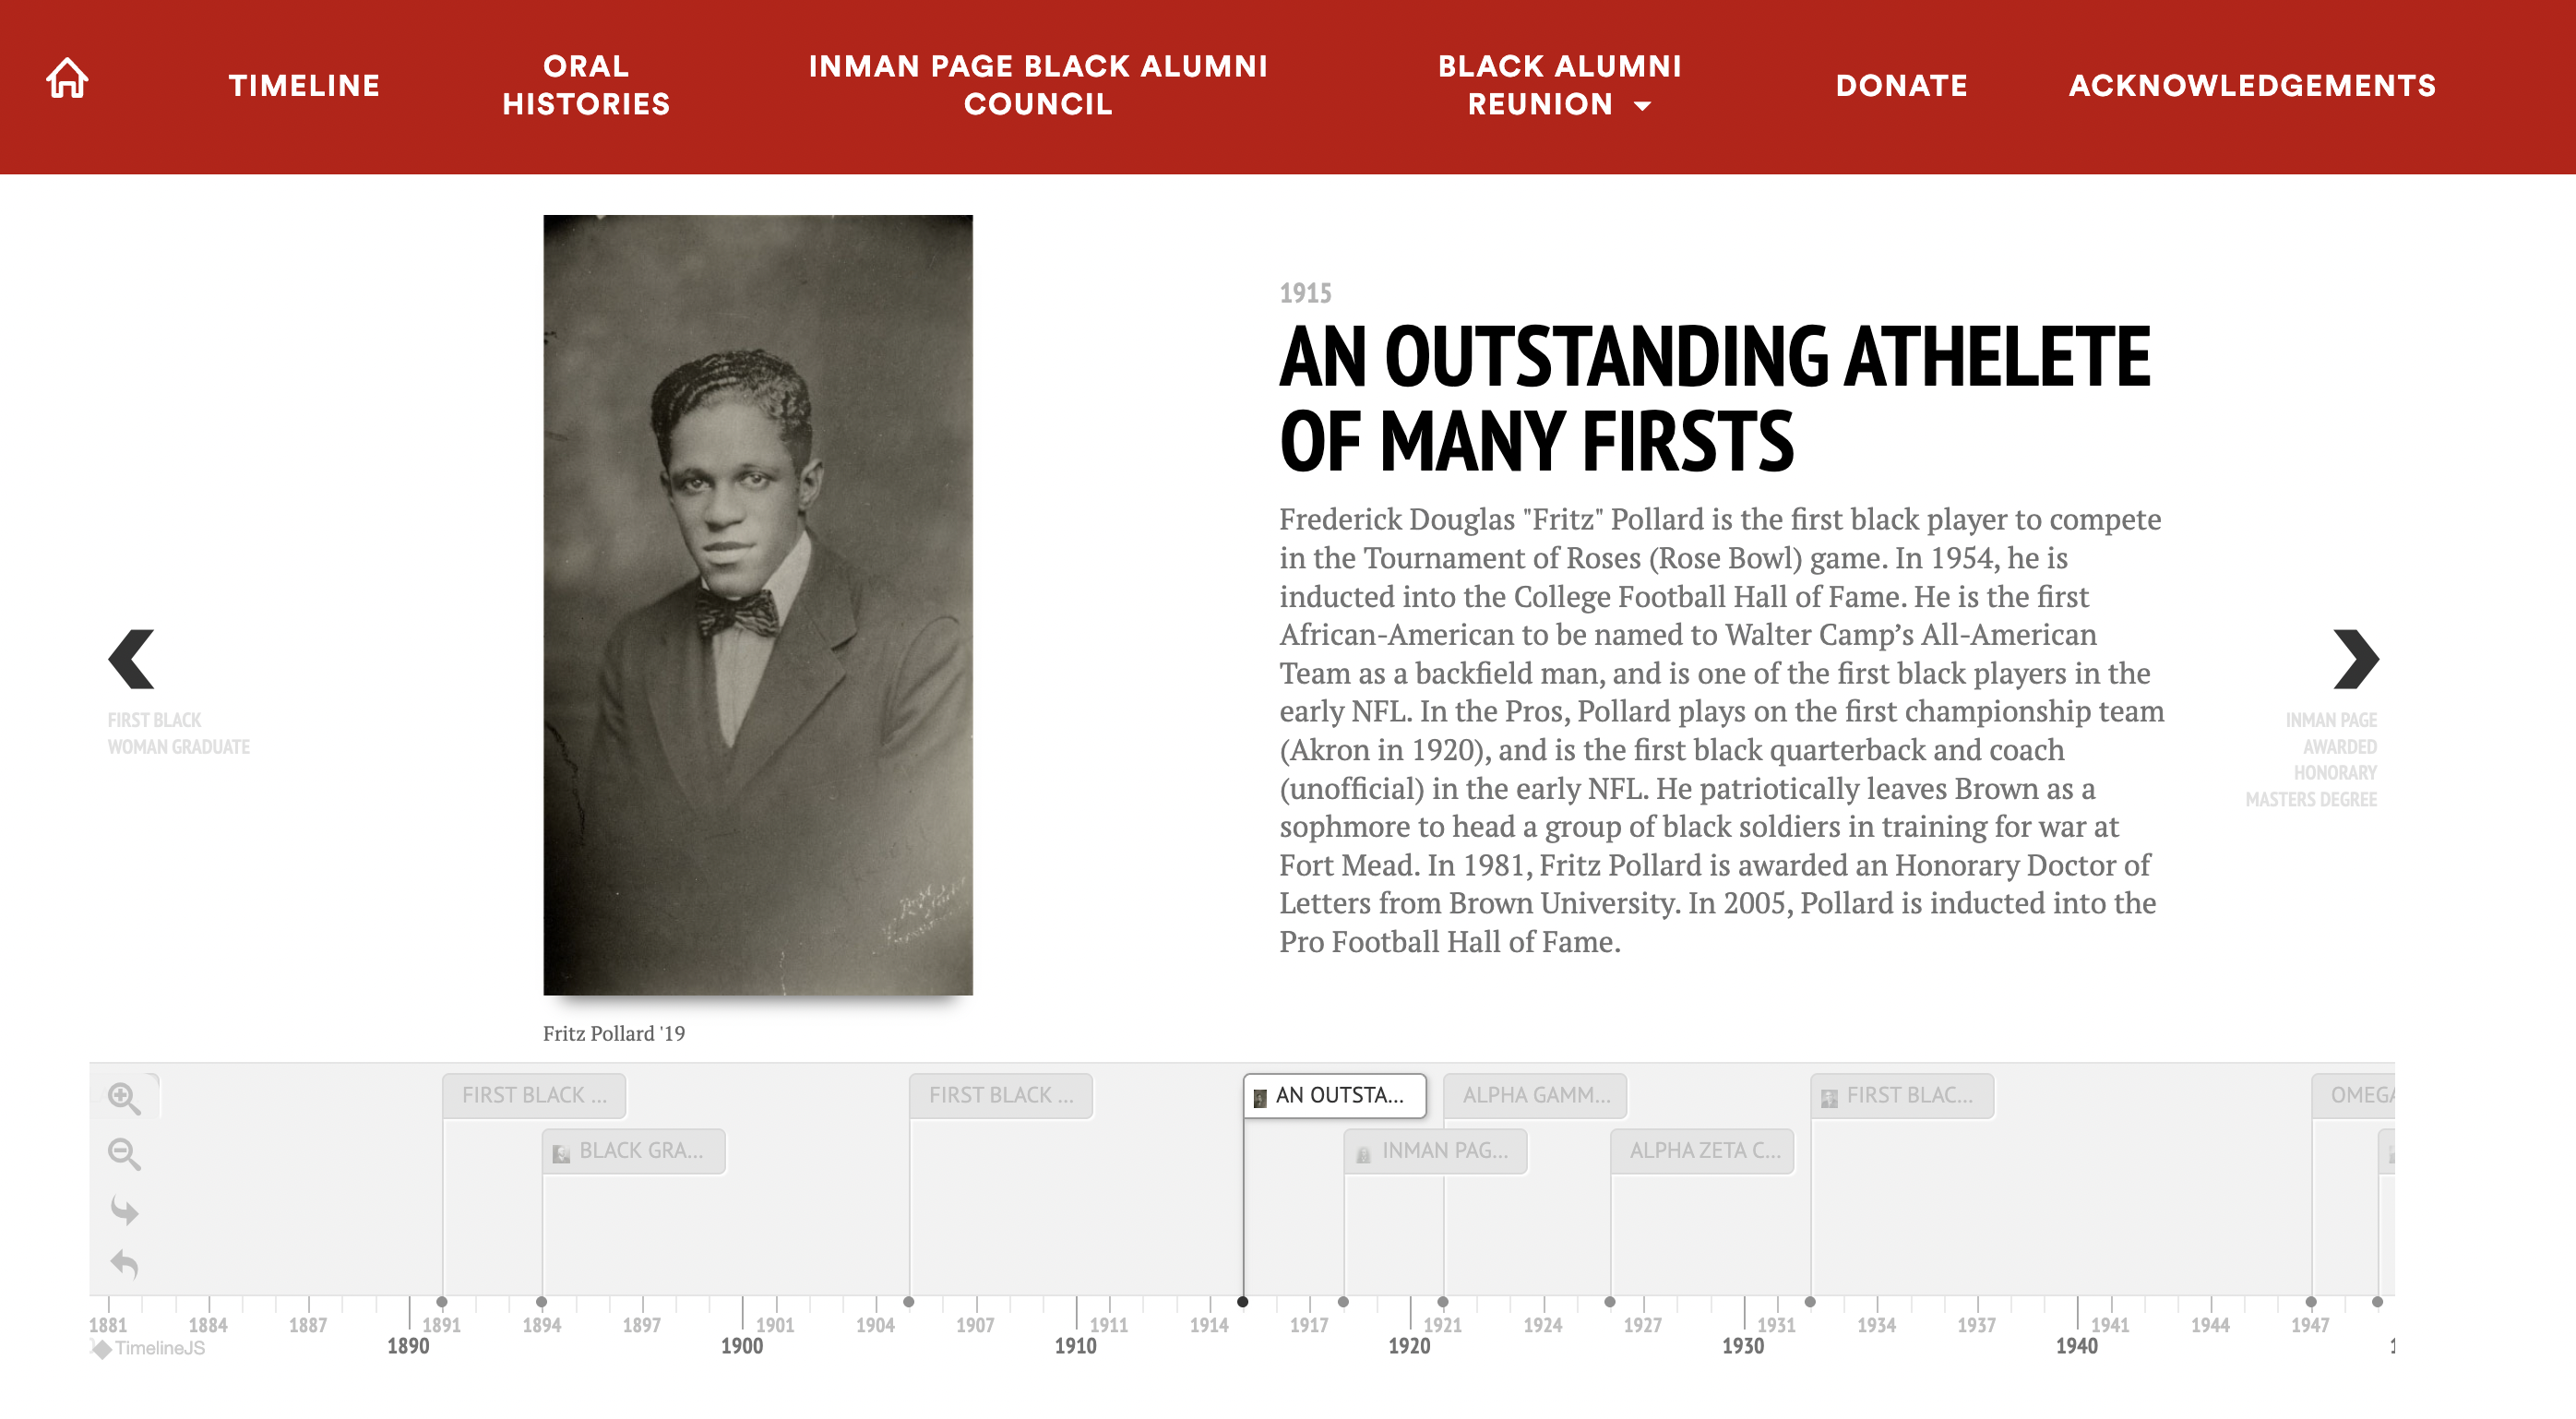 TIMELINE
ORAL
HISTORIES
INMAN PAGE BLACK ALUMNI
COUNCIL
BLACK ALUMNI
REUNION
DONATE
ACKNOWLEDGEMENTS
1915
AN OUTSTANDING ATHELETE
OF MANY FIRSTS
Frederick Douglas "Fritz" Pollard is the first black player to compete
in the Tournament of Roses (Rose Bowl) game. In 1954, he is
inducted into the College Football Hall of Fame. He is the first
African-American to be named to Walter Camp’s All-American
Team as a backfield man, and is one of the first black players in the
early NFL. In the Pros, Pollard plays on the first championship team
(Akron in 1920), and is the first black quarterback and coach
(unofficial) in the early NFL. He patriotically leaves Brown as a
sophmore to head a group of black soldiers in training for war at
Fort Mead. In 1981, Fritz Pollard is awarded an Honorary Doctor of
Letters from Brown University. In 2005, Pollard is inducted into the
Pro Football Hall of Fame.
FIRST BLACK
WOMAN GRADUATE
INMAN PAGE
AWARDED
HONORARY
MASTERS DEGREE
Fritz Pollard '19
FIRST BLACK ...
FIRST BLACK ...
AN OUTSTA...
ALPHA GAMM...
FIRST BLAC...
OMEGA
BLACK GRA...
INMAN PAG...
ALPHA ZETA C...
1881 1884 1887 1891 1894 1897 1901 1904 1907 1911 1914 1917 1921 1924 1927 1931 1934 1937 1941 1944 1947
TimelineJS
1890 1900 1910 1920 1930 1940